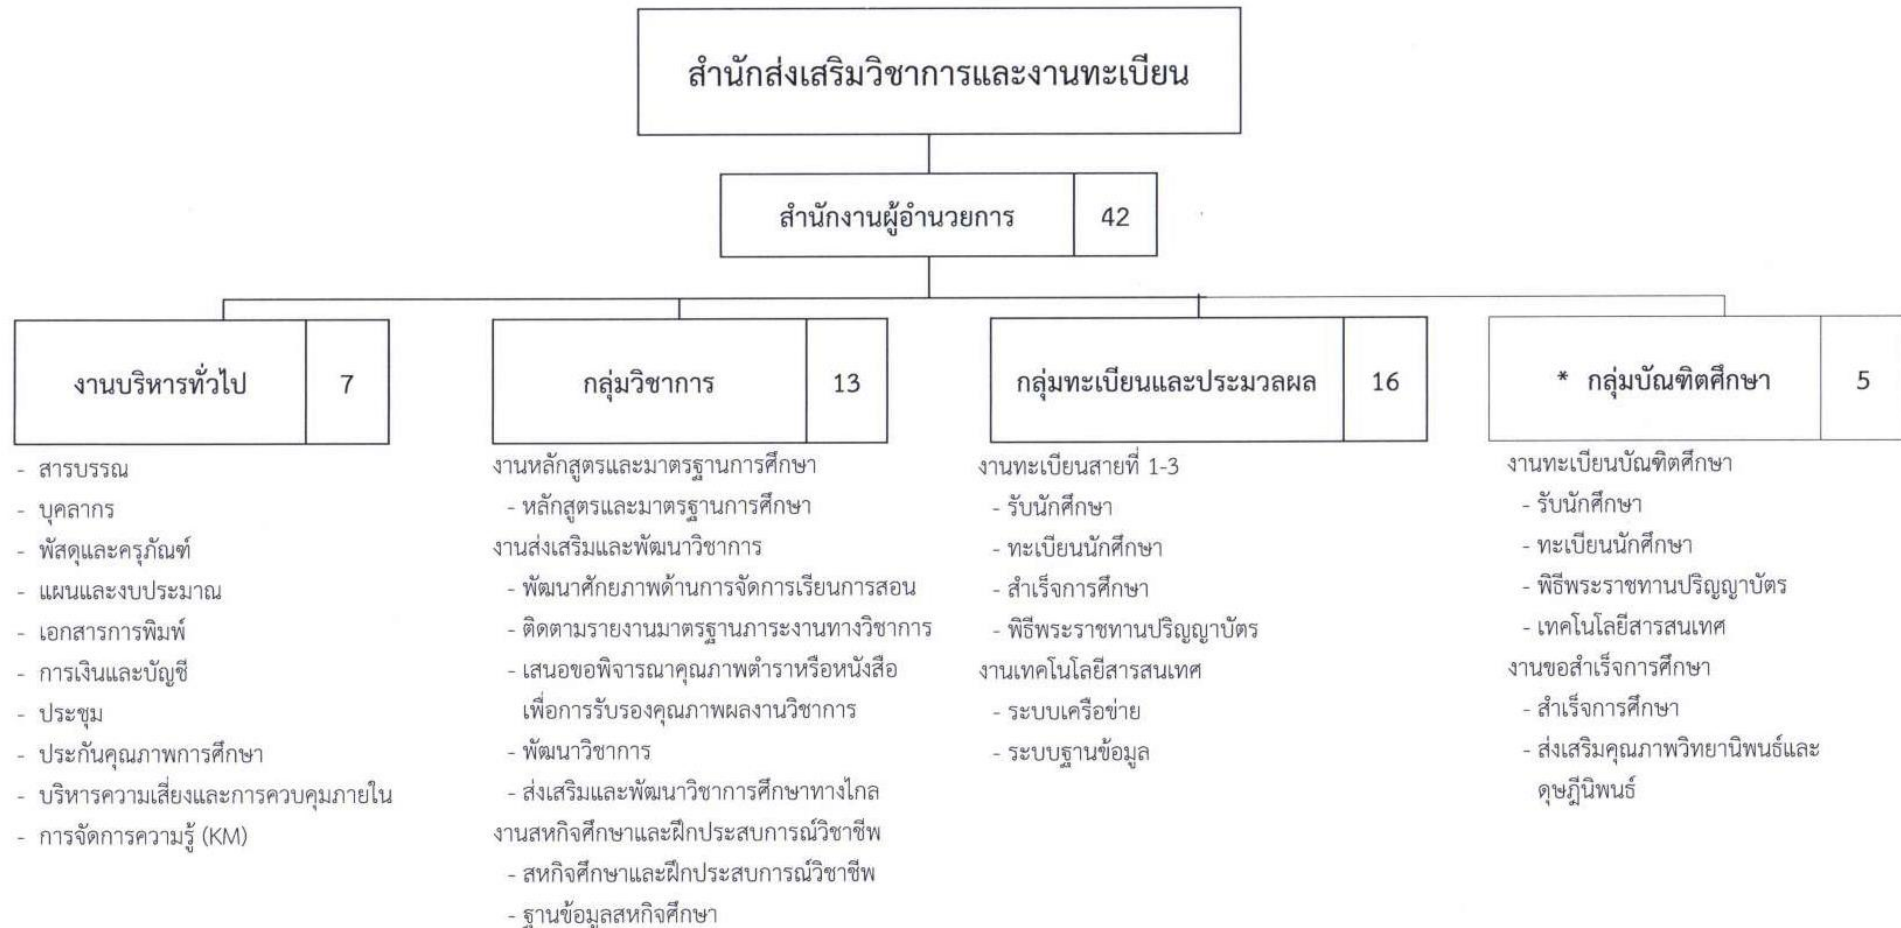 สำนักส่งเสริมวิชาการและงานทะเบียน
สำนักงานผู้อำนวยการ 42
งานบริหารทั่วไป 7
- สารบรรณ
- บุคลากร
- พัสดุและครุภัณฑ์
- แผนและงบประมาณ
- เอกสารการพิมพ์
- การเงินและบัญชี
- ประชุม
- ประกันคุณภาพการศึกษา
- บริหารความเสี่ยงและการควบคุมภายใน
- การจัดการความรู้ (KM)
กลุ่มวิชาการ 13
งานหลักสูตรและมาตรฐานการศึกษา
- หลักสูตรและมาตรฐานการศึกษา
งานส่งเสริมและพัฒนาวิชาการ
- พัฒนาศักยภาพด้านการจัดการเรียนการสอน
- ติดตามรายงานมาตรฐานภาระงานทางวิชาการ
- เสนอขอพิจารณาคุณภาพตำราหรือหนังสือ
เพื่อการรับรองคุณภาพผลงานวิชาการ
- พัฒนาวิชาการ
- ส่งเสริมและพัฒนาวิชาการศึกษาทางไกล
งานสหกิจศึกษาและฝึกประสบการณ์วิชาชีพ
- สหกิจศึกษาและฝึกประสบการณ์วิชาชีพ
- ฐานข้อมูลสหกิจศึกษา
กลุ่มทะเบียนและประมวลผล 16
งานทะเบียนสายที่ 1-3
- รับนักศึกษา
- ทะเบียนนักศึกษา
- สำเร็จการศึกษา
- พิธีพระราชทานปริญญาบัตร
งานเทคโนโลยีสารสนเทศ
- ระบบเครือข่าย
- ระบบฐานข้อมูล
* กลุ่มบัณฑิตศึกษา 5
งานทะเบียนบัณฑิตศึกษา
- รับนักศึกษา
- ทะเบียนนักศึกษา
- พิธีพระราชทานปริญญาบัตร
- เทคโนโลยีสารสนเทศ
งานขอสำเร็จการศึกษา
- สำเร็จการศึกษา
- ส่งเสริมคุณภาพวิทยานิพนธ์และ
ดุษฎีนิพนธ์